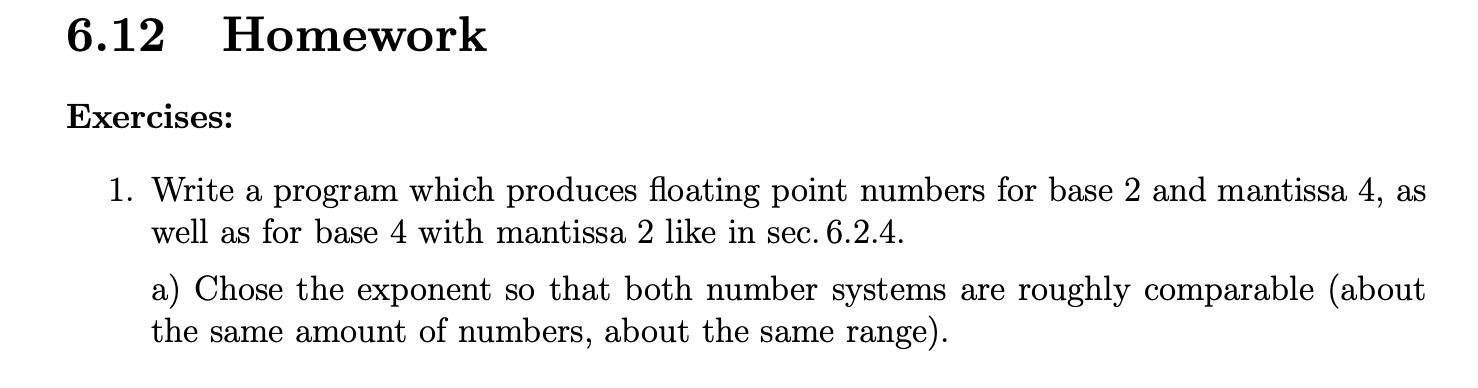 6.12 Homework
Exercises:
1. Write a program which produces floating point numbers for base 2 and mantissa 4, as
well as for base 4 with mantissa 2 like in sec. 6.2.4.
a) Chose the exponent so that both number systems are roughly comparable (about
the same amount of numbers, about the same range).